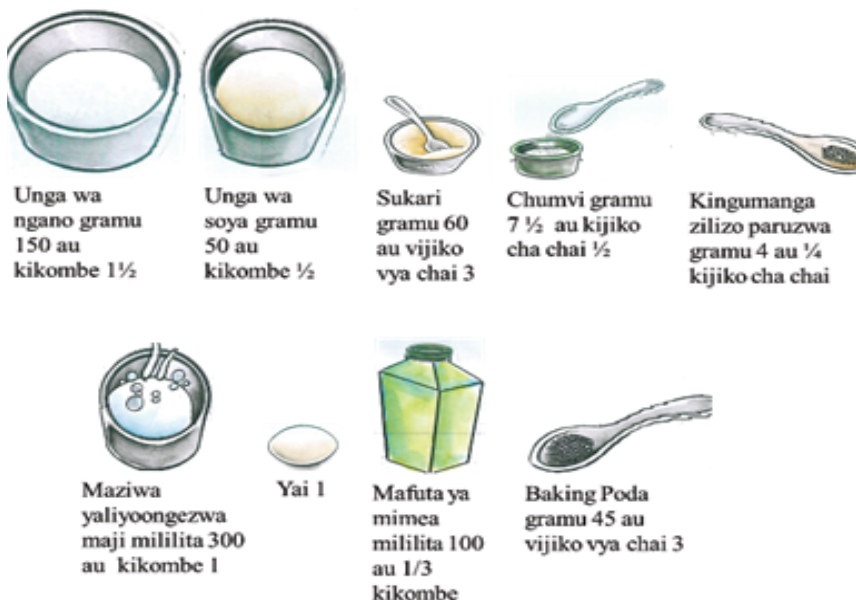 Unga wa
ngano gramu
150 au
kikombe 1½
Unga wa
soya gramu
50 au
kikombe ½
Sukari
gramu 60
au vijiko
vya chai 3
Chumvi gramu
7 ½ au kijiko
cha chai ½
Kingumanga
zilizo paruzwa
gramu 4 au ¼
kijiko cha chai
Maziwa
yaliyoongezwa
maji mililita 300
au kikombe 1
Yai 1
Mafuta ya
mimea
mililita 100
au 1/3
kikombe
Baking Poda
gramu 45 au
vijiko vya chai 3